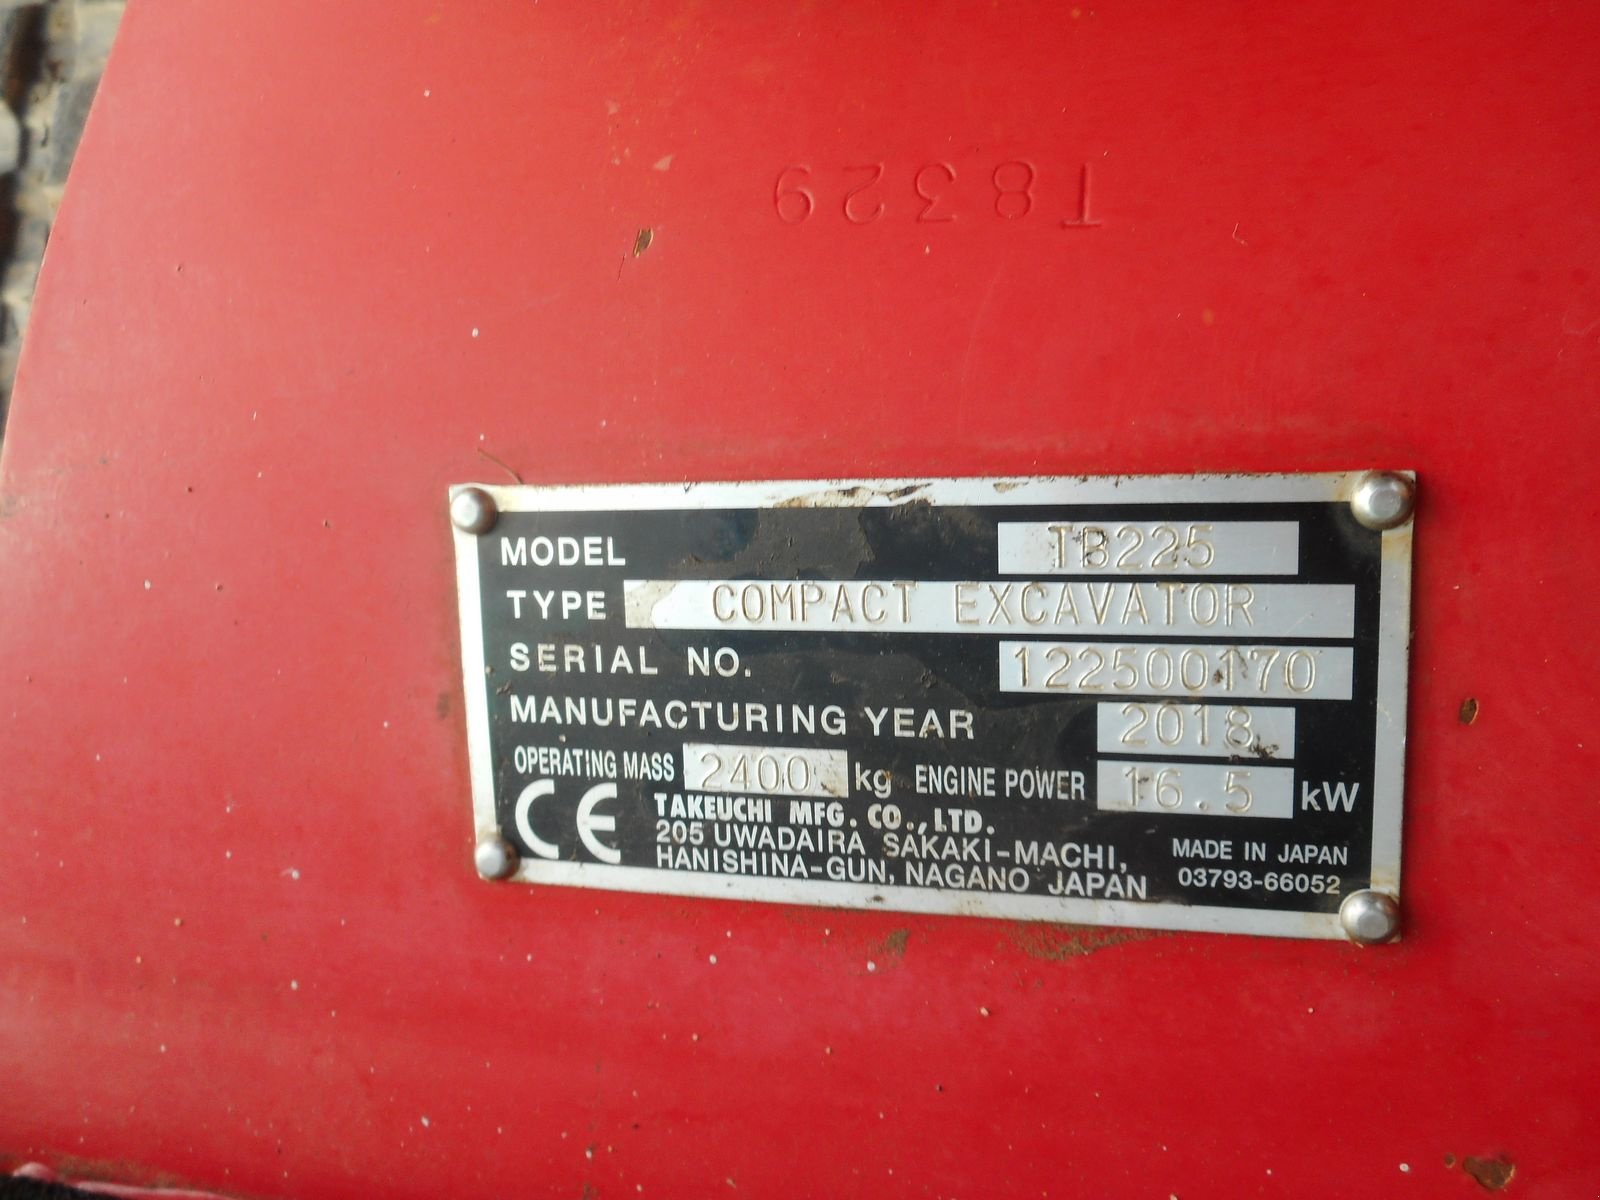 T8329
MODEL TB225
TYPE COMPACT EXCAVATOR
SERIAL NO. 122500170
MANUFACTURING YEAR 2018
OPERATING MASS 2400 kg ENGINE POWER 16.5 kW
CE TAKEUCHI MFG. CO.,LTD.
205 UWADAIRA SAKAKI-MACHI,
HANISHINA-GUN, NAGANO JAPAN
MADE IN JAPAN
03793-66052